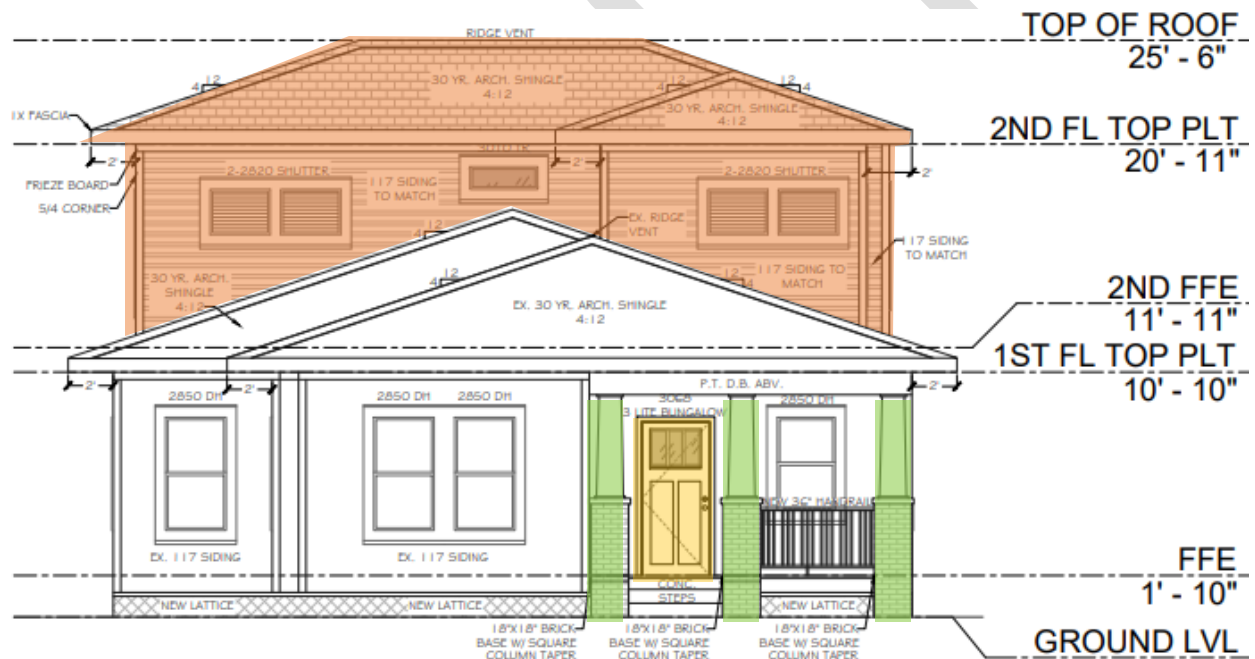 RIDGE VENT
TOP OF ROOF
25' - 6"
12
4
30 YR. ARCH. SHINGLE
4:12
12
4
12
4
30 YR. ARCH. SHINGLE
4:12
1X FASCIA
2ND FL TOP PLT
20' - 11"
2'
2'
2'
FRIEZE BOARD
5/4 CORNER
2-2820 SHUTTER
117 SIDING
TO MATCH
2-2820 SHUTTER
EX. RIDGE
VENT
12
4
117 SIDING
TO MATCH
12
4
12
4
117 SIDING TO
MATCH
30 YR. ARCH.
SHINGLE
4:12
EX. 30 YR. ARCH. SHINGLE
4:12
2ND FFE
11' - 11"
1ST FL TOP PLT
10' - 10"
2'
2'
2'
P.T. D.B. ABV.
2850 DH
2850 DH
2850 DH
3068
3 LITE BUNGALOW
2850 DH
NEW 36" HANDRAIL
EX. 117 SIDING
EX. 117 SIDING
FFE
1' - 10"
CONC.
STEPS
NEW LATTICE
NEW LATTICE
NEW LATTICE
18"X18" BRICK
BASE W/ SQUARE
COLUMN TAPER
18"X18" BRICK
BASE W/ SQUARE
COLUMN TAPER
18"X18" BRICK
BASE W/ SQUARE
COLUMN TAPER
GROUND LVL